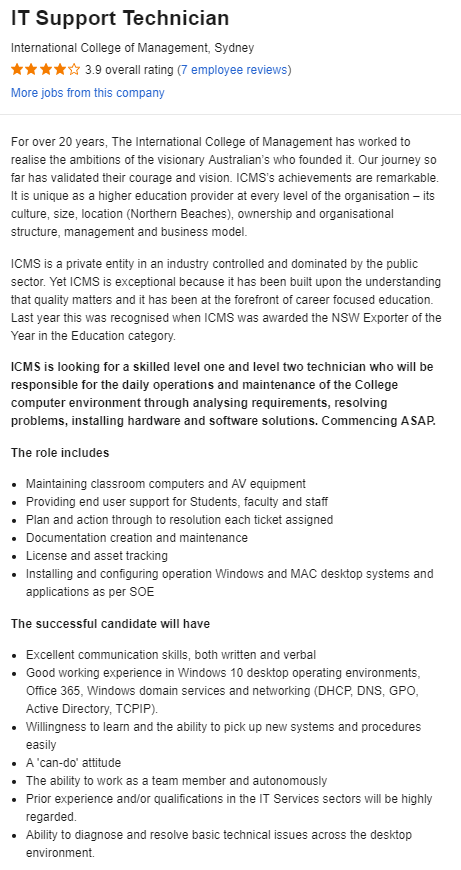 IT Support Technician
International College of Management, Sydney
3.9 overall rating (7 employee reviews)
More jobs from this company
For over 20 years, The International College of Management has worked to
realise the ambitions of the visionary Australian's who founded it. Our journey so
far has validated their courage and vision. ICMS's achievements are remarkable.
It is unique as a higher education provider at every level of the organisation – its
culture, size, location (Northern Beaches), ownership and organisational
structure, management and business model.
ICMS is a private entity in an industry controlled and dominated by the public
sector. Yet ICMS is exceptional because it has been built upon the understanding
that quality matters and it has been at the forefront of career focused education.
Last year this was recognised when ICMS was awarded the NSW Exporter of the
Year in the Education category.
ICMS is looking for a skilled level one and level two technician who will be
responsible for the daily operations and maintenance of the College
computer environment through analysing requirements, resolving
problems, installing hardware and software solutions. Commencing ASAP.
The role includes
• Maintaining classroom computers and AV equipment
• Providing end user support for Students, faculty and staff
• Plan and action through to resolution each ticket assigned
• Documentation creation and maintenance
• License and asset tracking
• Installing and configuring operation Windows and MAC desktop systems and
applications as per SOE
The successful candidate will have
• Excellent communication skills, both written and verbal
• Good working experience in Windows 10 desktop operating environments,
Office 365, Windows domain services and networking (DHCP, DNS, GPO,
Active Directory, TCPIP).
• Willingness to learn and the ability to pick up new systems and procedures
easily
• A 'can-do' attitude
• The ability to work as a team member and autonomously
• Prior experience and/or qualifications in the IT Services sectors will be highly
regarded.
• Ability to diagnose and resolve basic technical issues across the desktop
environment.